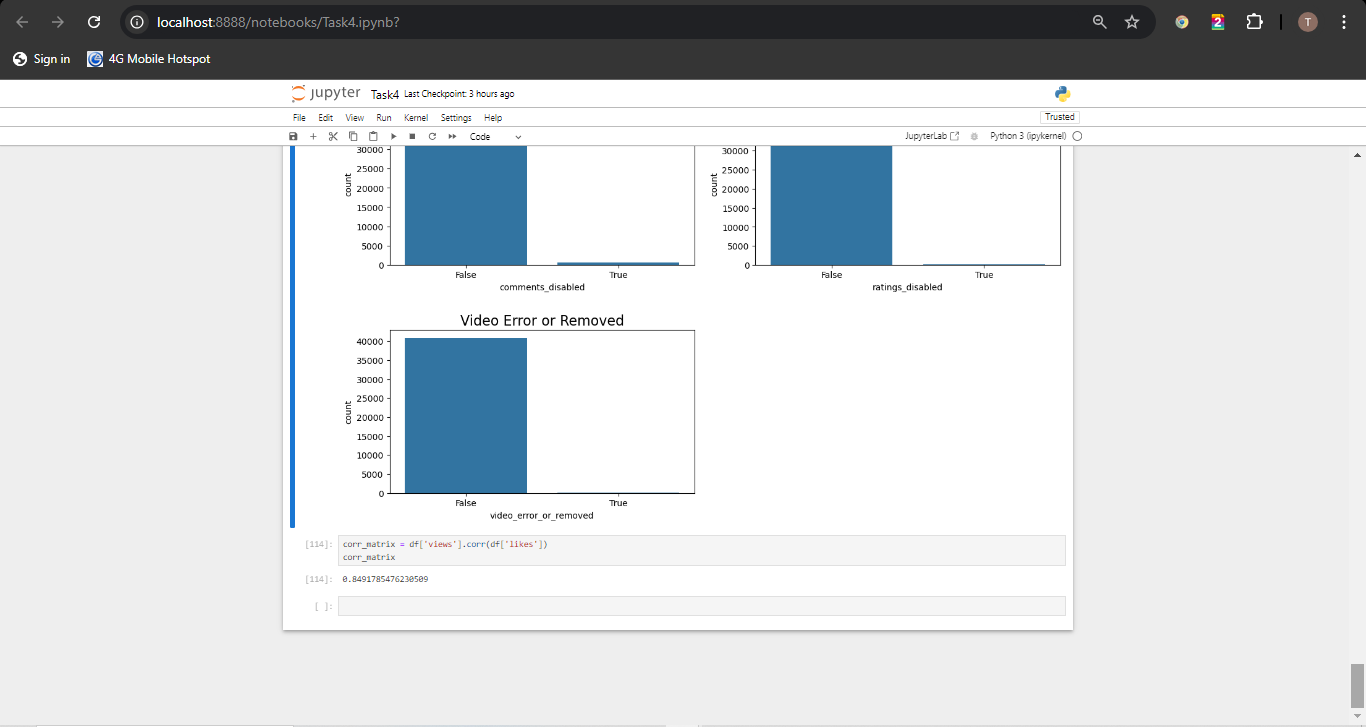 localhost:8888/notebooks/Task4.ipynb?
T
Sign in
4G Mobile Hotspot
jupyter Task4 Last Checkpoint: 3 hours ago
File Edit View Run Kernel Settings Help
Trusted
Code
JupyterLab
Python 3 (ipykernel)
30000
25000
20000
15000
10000
5000
0
count
False True
comments_disabled
30000
25000
20000
15000
10000
5000
0
count
False True
ratings_disabled
Video Error or Removed
40000
35000
30000
25000
20000
15000
10000
5000
0
count
False True
video_error_or_removed
[114]: corr_matrix = df['views'].corr(df['likes'])
corr_matrix
[114]: 0.8491785476230509
[ ]: